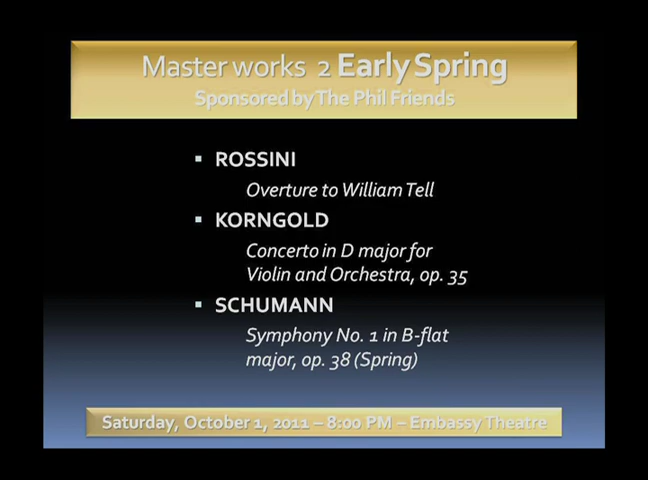 Master works 2 Early Spring
Sponsored by The Phil Friends
▪ ROSSINI
Overture to William Tell
▪ KORNGOLD
Concerto in D major for
Violin and Orchestra, op. 35
▪ SCHUMANN
Symphony No. 1 in B-flat
major, op. 38 (Spring)
Saturday, October 1, 2011 – 8:00 PM – Embassy Theatre